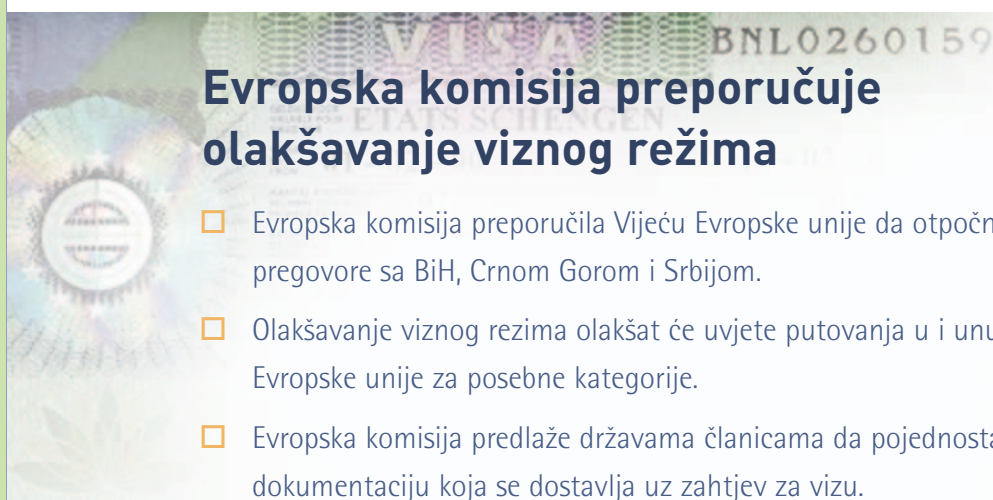 VISA
BNL0260159
Evropska komisija preporučuje
ETATS SCHENGEN
olakšavanje viznog režima
Evropska komisija preporučila Vijeću Evropske unije da otpočn
pregovore sa BiH, Crnom Gorom i Srbijom.
Olakšavanje viznog rezima olakšat će uvjete putovanja u i unu
Evropske unije za posebne kategorije.
Evropska komisija predlaže državama članicama da pojednosta
dokumentaciju koja se dostavlja uz zahtjev za vizu.